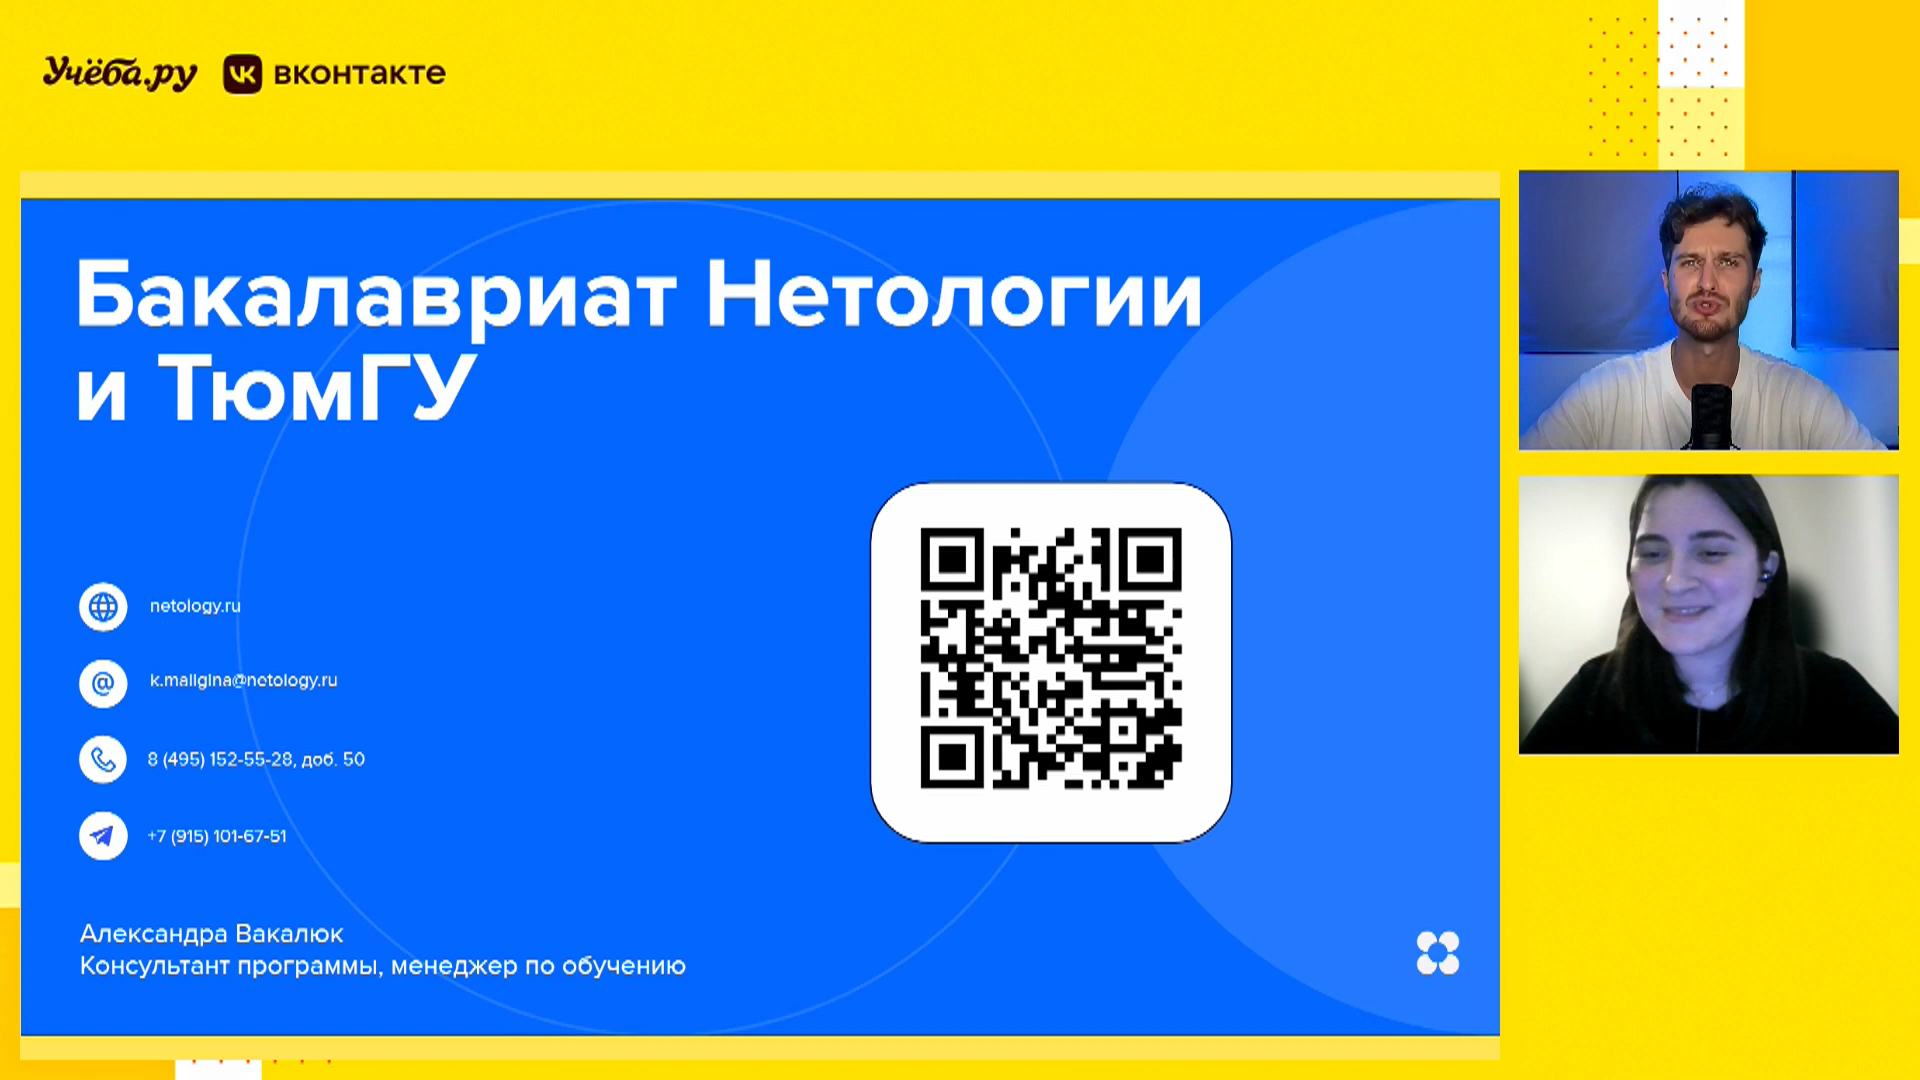 Учёба.ру
вконтакте
Бакалавриат Нетологии
и ТюмГУ
netology.ru
k.maligina@netology.ru
8 (495) 152-55-28, доб. 50
+7 (915) 101-67-51
Александра Вакалюк
Консультант программы, менеджер по обучению